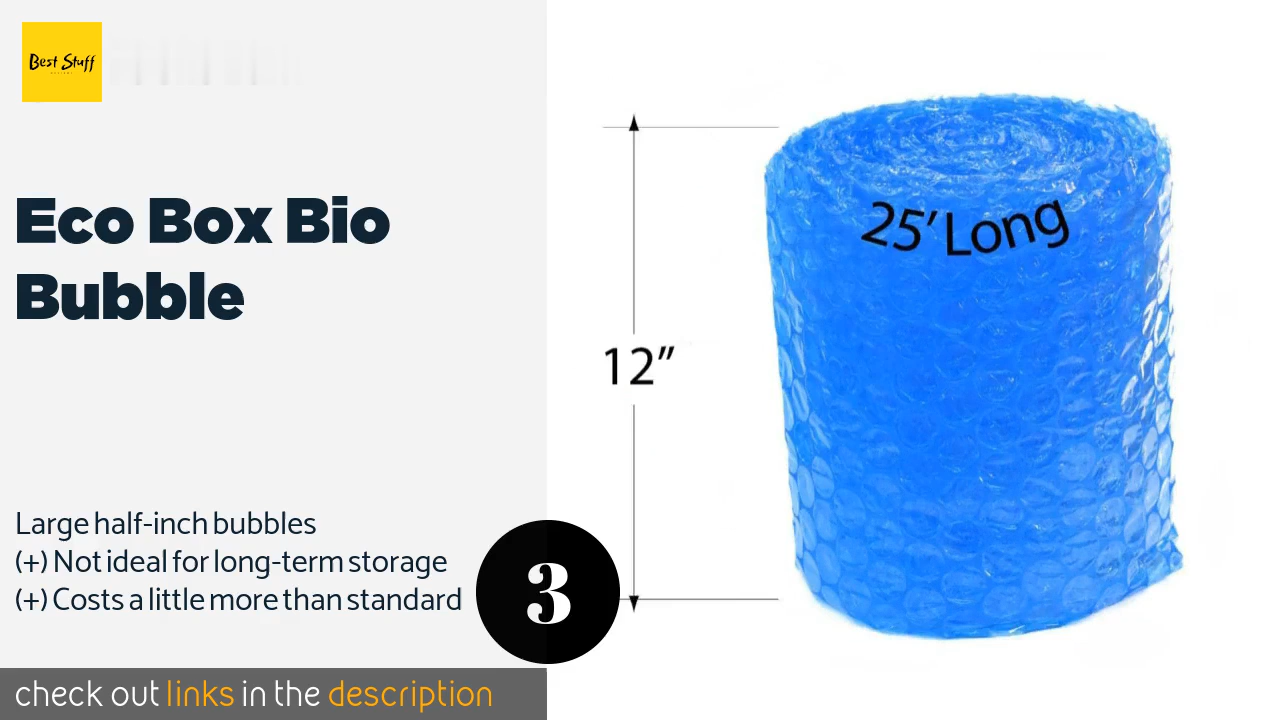 Best Stuff
Eco Box Bio
Bubble
25' Long
12"
Large half-inch bubbles
(+) Not ideal for long-term storage
(+) Costs a little more than standard
3
check out links in the description